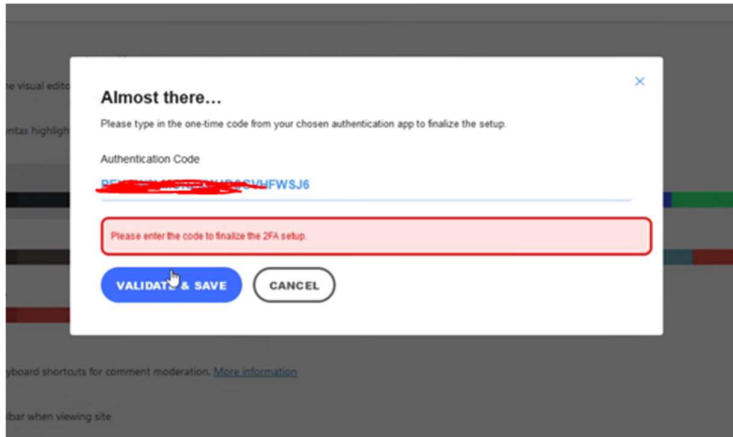 he visual edito
Almost there...
Please type in the one-time code from your chosen authentication app to finalize the setup.
yntax highligh
Authentication Code
Please enter the code to finalize the 2FA setup.
VALIDATE & SAVE
CANCEL
yboard shortcuts for comment moderation. More information
lbar when viewing site